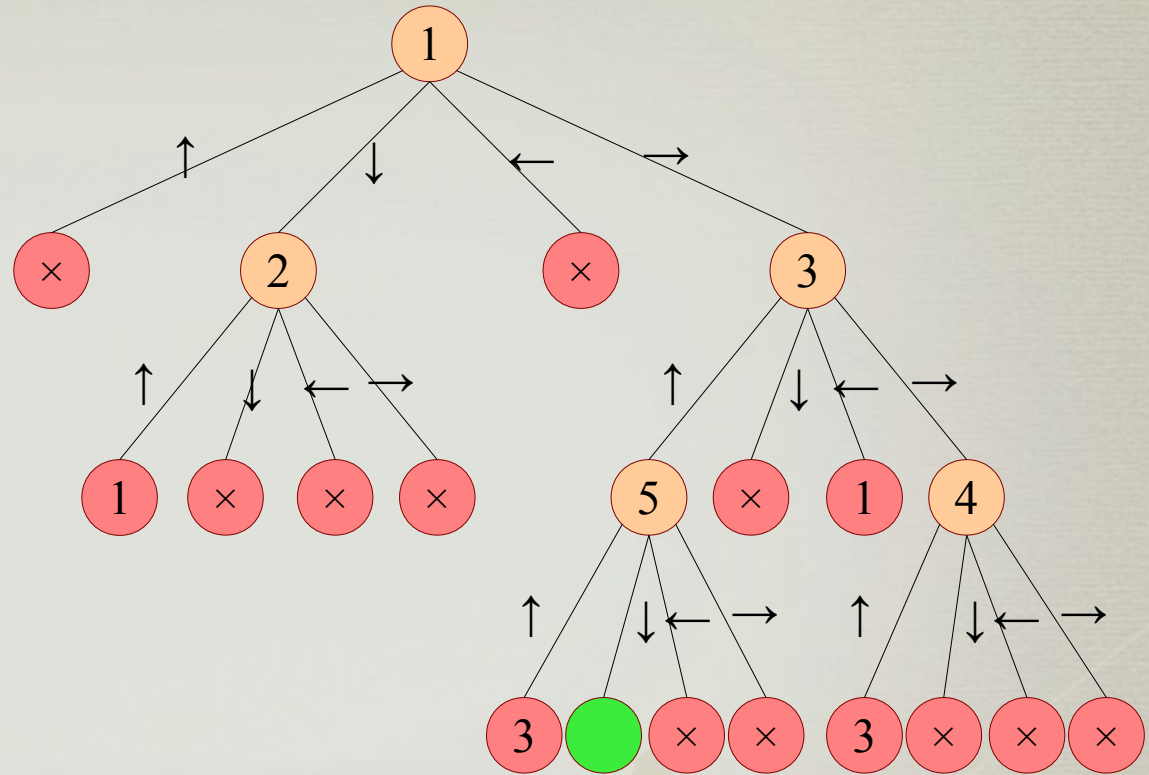 1
↑ ↓ ← →
× 2 × 3
↑ ↓ ← → ↑ ↓ ← →
1 × × × 5 × 1 4
↑ ↓ ← → ↑ ↓ ← →
3 × × 3 × × ×